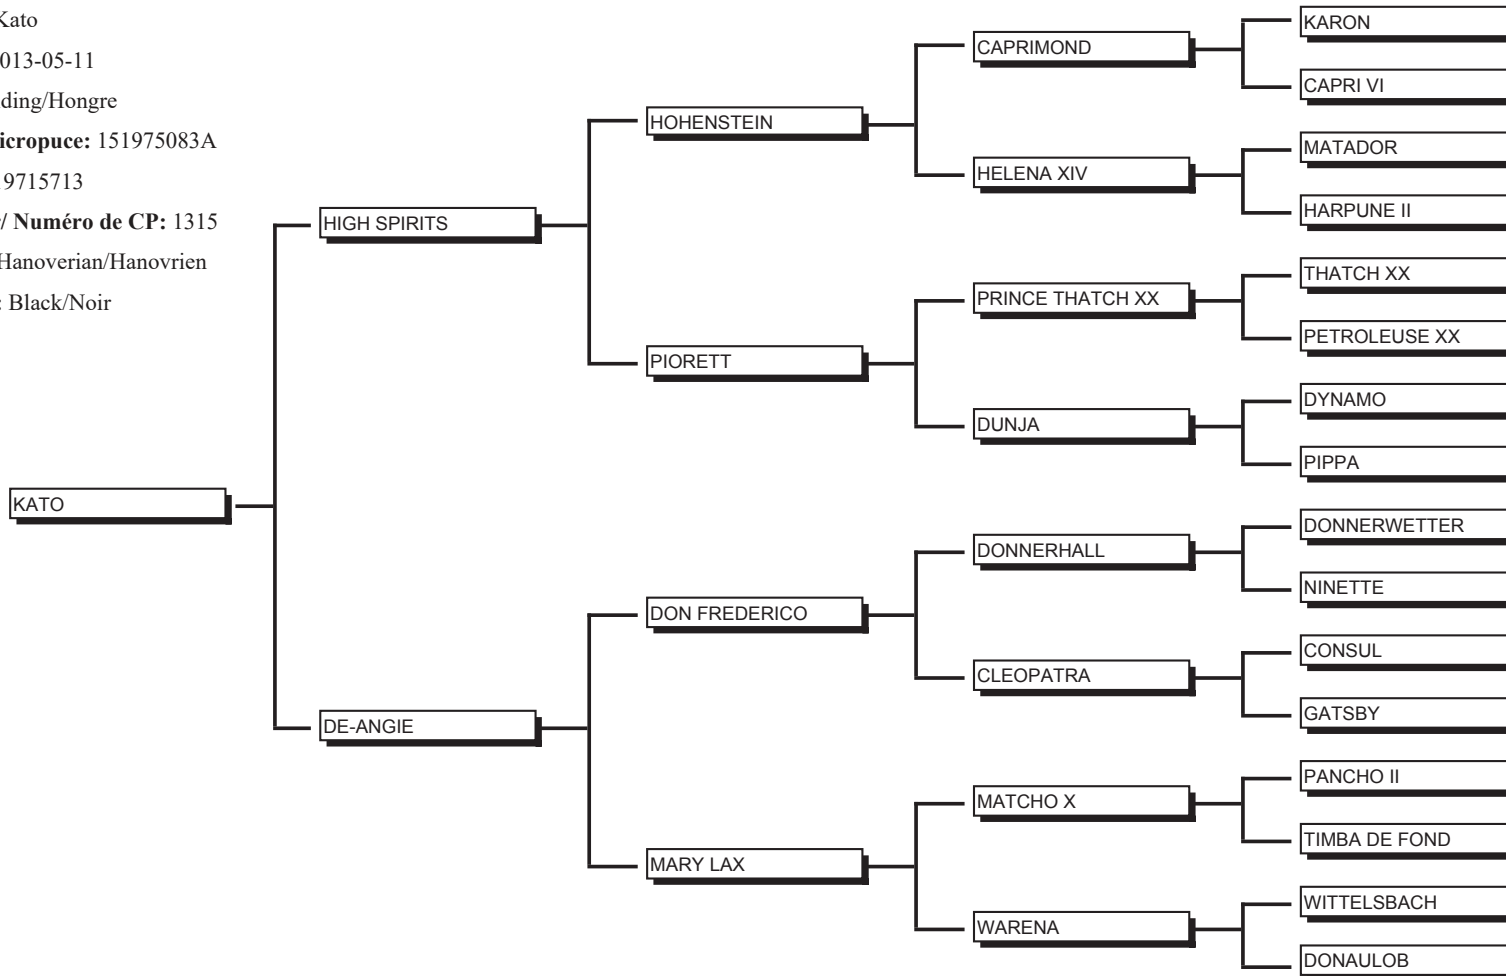 Kato
013-05-11
ding/Hongre
icropuce: 151975083A
19715713
/ Numéro de CP: 1315
Hanoverian/Hanovrien
: Black/Noir
KATO
HIGH SPIRITS
DE-ANGIE
HOHENSTEIN
PIORETT
DON FREDERICO
MARY LAX
CAPRIMOND
HELENA XIV
PRINCE THATCH XX
DUNJA
DONNERHALL
CLEOPATRA
MATCHO X
WARENA
KARON
CAPRI VI
MATADOR
HARPUNE II
THATCH XX
PETROLEUSE XX
DYNAMO
PIPPA
DONNERWETTER
NINETTE
CONSUL
GATSBY
PANCHO II
TIMBA DE FOND
WITTELSBACH
DONAULOB